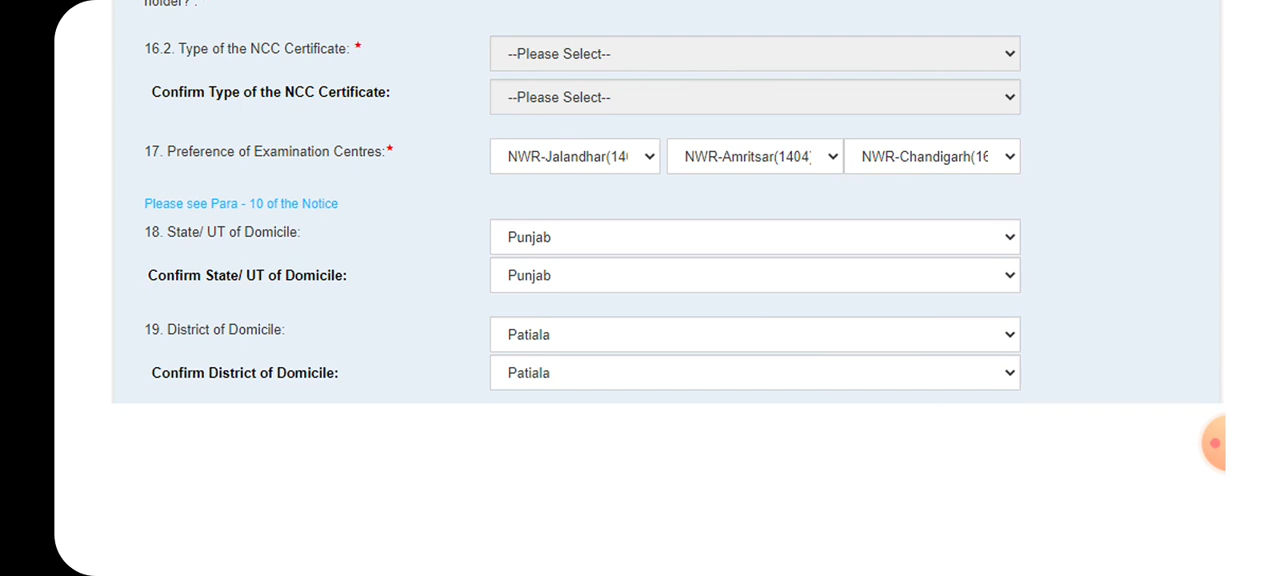 holder? :
16.2. Type of the NCC Certificate: *
--Please Select--
Confirm Type of the NCC Certificate:
--Please Select--
17. Preference of Examination Centres:*
NWR-Jalandhar(14 NWR-Amritsar(1404) NWR-Chandigarh(16
Please see Para - 10 of the Notice
18. State/ UT of Domicile:
Punjab
Confirm State/ UT of Domicile:
Punjab
19. District of Domicile:
Patiala
Confirm District of Domicile:
Patiala